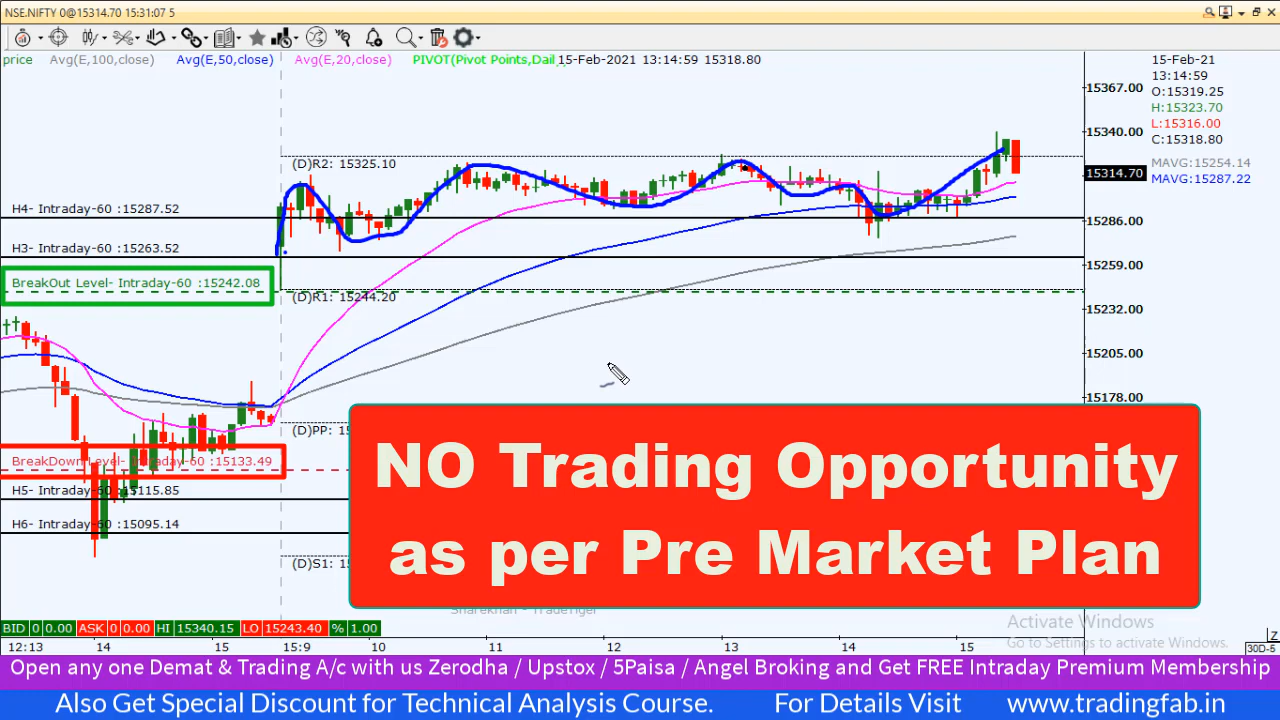 NSE.NIFTY 0@15314.70 15:31:07 5
price Avg(E,100,close) Avg(E,50,close) Avg(E,20,close) PIVOT(Pivot Points,Dail 15-Feb-2021 13:14:59 15318.80
15-Feb-21
13:14:59
O:15319.25
H:15323.70
L:15316.00
C:15318.80
MAVG:15254.14
MAVG:15287.22
15367.00
15340.00
15314.70
15286.00
15259.00
15232.00
15205.00
15178.00
(D)R2: 15325.10
H4- Intraday-60 :15287.52
H3- Intraday-60 :15263.52
BreakOut Level- Intraday-60 :15242.08
(D)R1: 15244.20
(D)PP: 15
BreakDown Level- Intraday-60 :15133.49
H5- Intraday-60 :15115.85
H6- Intraday-60 :15095.14
(D)S1: 15
NO Trading Opportunity
as per Pre Market Plan
Sharekhan - TradeTiger
Activate Windows
Go to Settings to activate Windows.
BID 0 0.00 ASK 0 0.00 HI 15340.15 LO 15243.40 % 1.00
Z
12:13 14 15 15:9 10 11 12 13 14 15 30D-5
Open any one Demat & Trading A/c with us Zerodha / Upstox / 5Paisa / Angel Broking and Get FREE Intraday Premium Membership
Also Get Special Discount for Technical Analysis Course. For Details Visit www.tradingfab.in